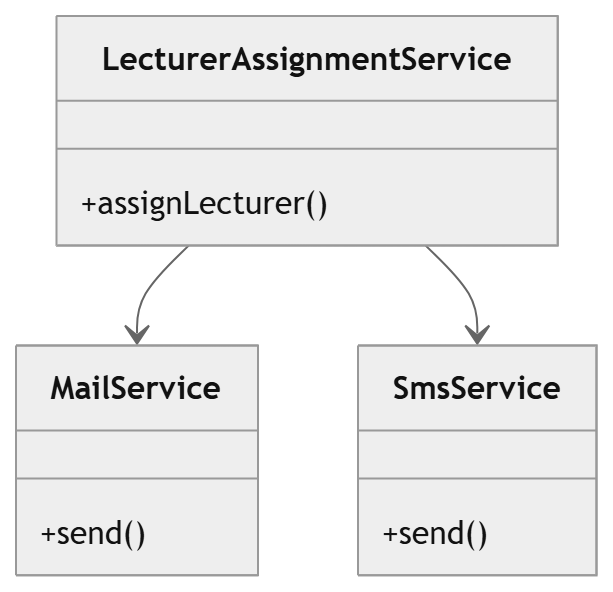 LecturerAssignmentService
+assignLecturer()
MailService
+send()
SmsService
+send()